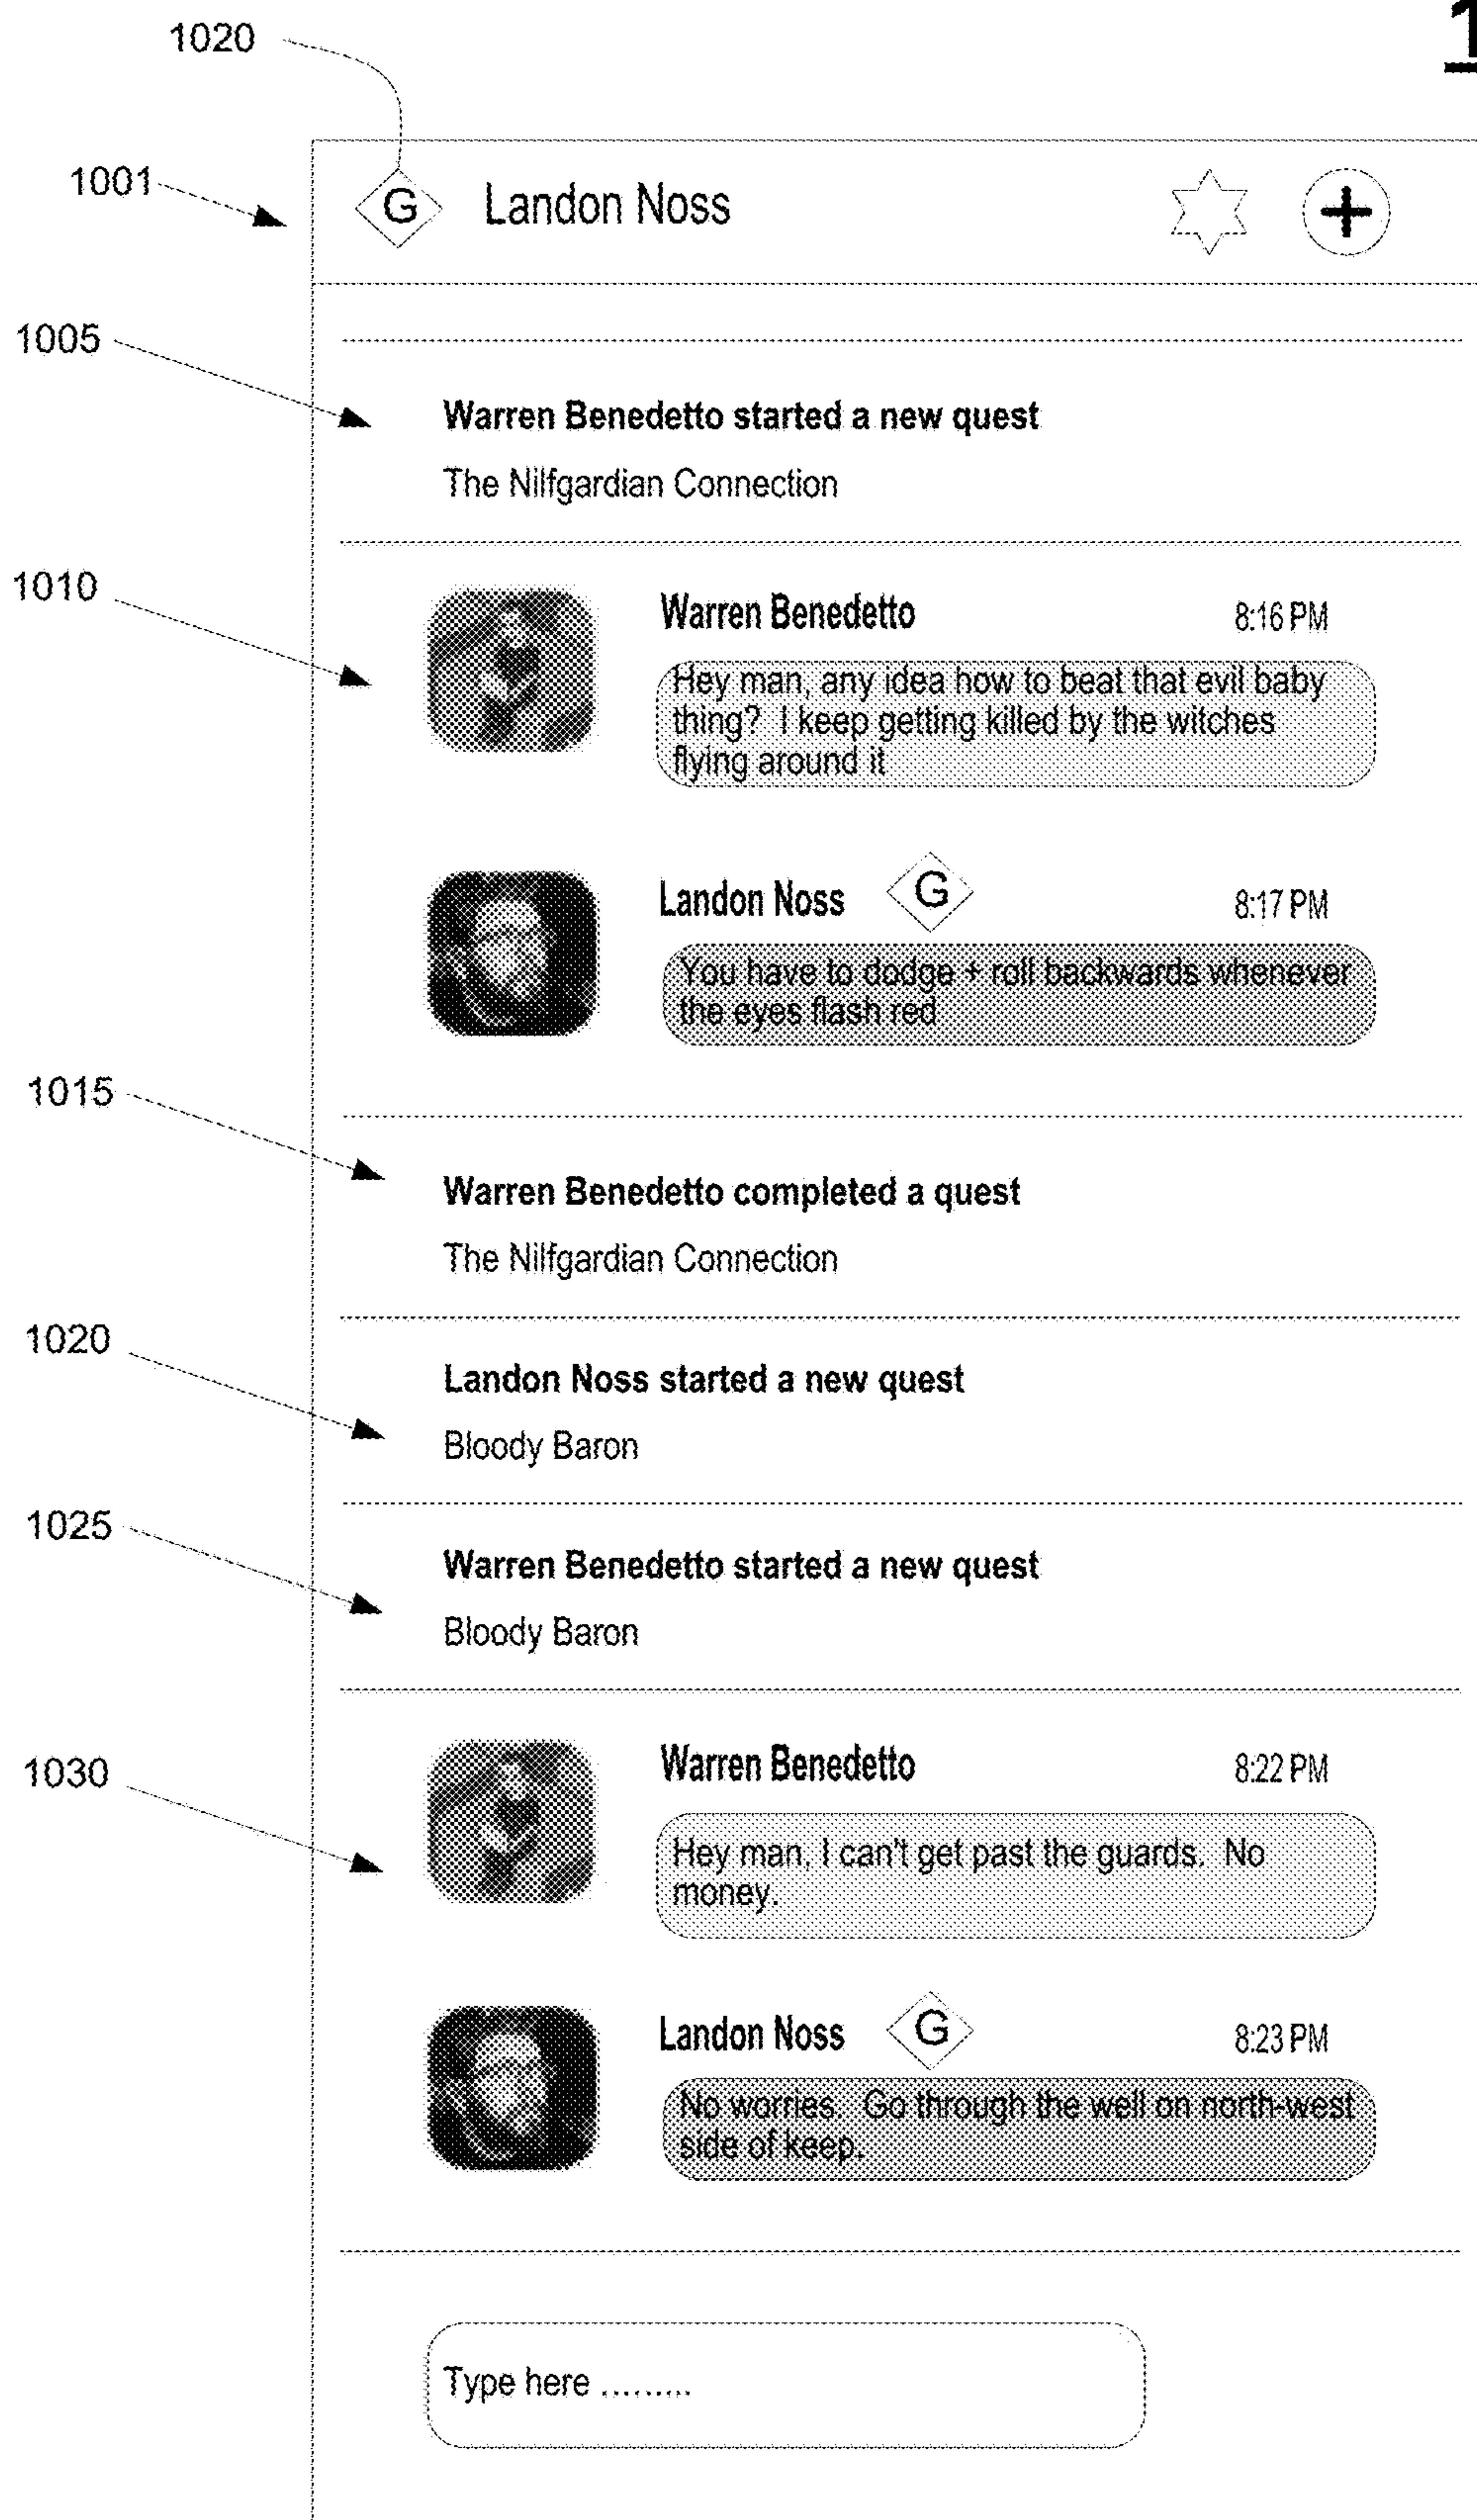 1
1020
1001
G Landon Noss +
1005
Warren Benedetto started a new quest
The Nilfgardian Connection
1010
Warren Benedetto 8:16 PM
Hey man, any idea how to beat that evil baby
thing? I keep getting killed by the witches
flying around it
Landon Noss G 8:17 PM
You have to dodge + roll backwards whenever
the eyes flash red
1015
Warren Benedetto completed a quest
The Nilfgardian Connection
1020
Landon Noss started a new quest
Bloody Baron
1025
Warren Benedetto started a new quest
Bloody Baron
1030
Warren Benedetto 8:22 PM
Hey man, I can't get past the guards. No
money.
Landon Noss G 8:23 PM
No worries. Go through the well on north-west
side of keep.
Type here .........